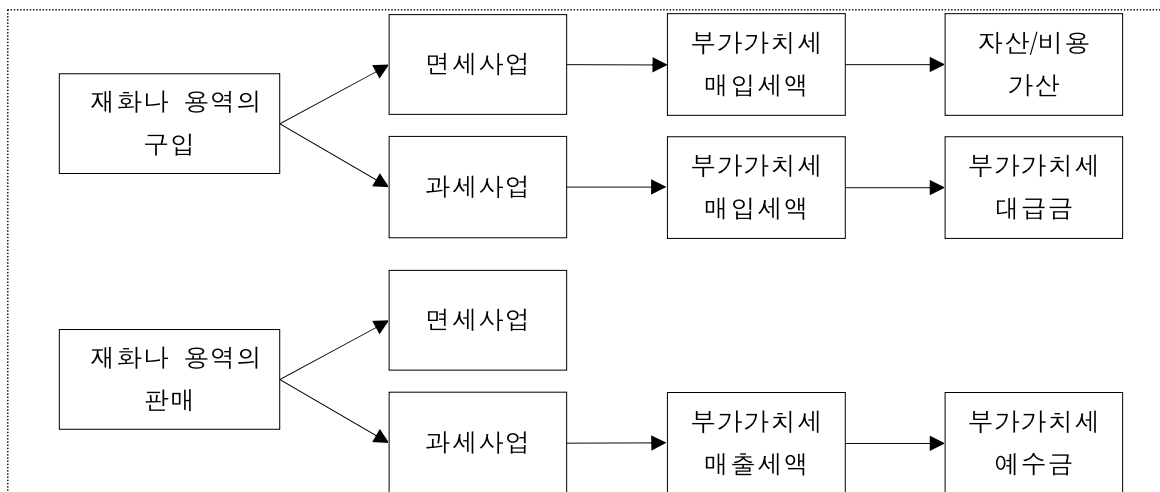 재화나 용역의
구입
면세사업
부가가치세
매입세액
자산/비용
가산
과세사업
부가가치세
매입세액
부가가치세
대급금
재화나 용역의
판매
면세사업
과세사업
부가가치세
매출세액
부가가치세
예수금